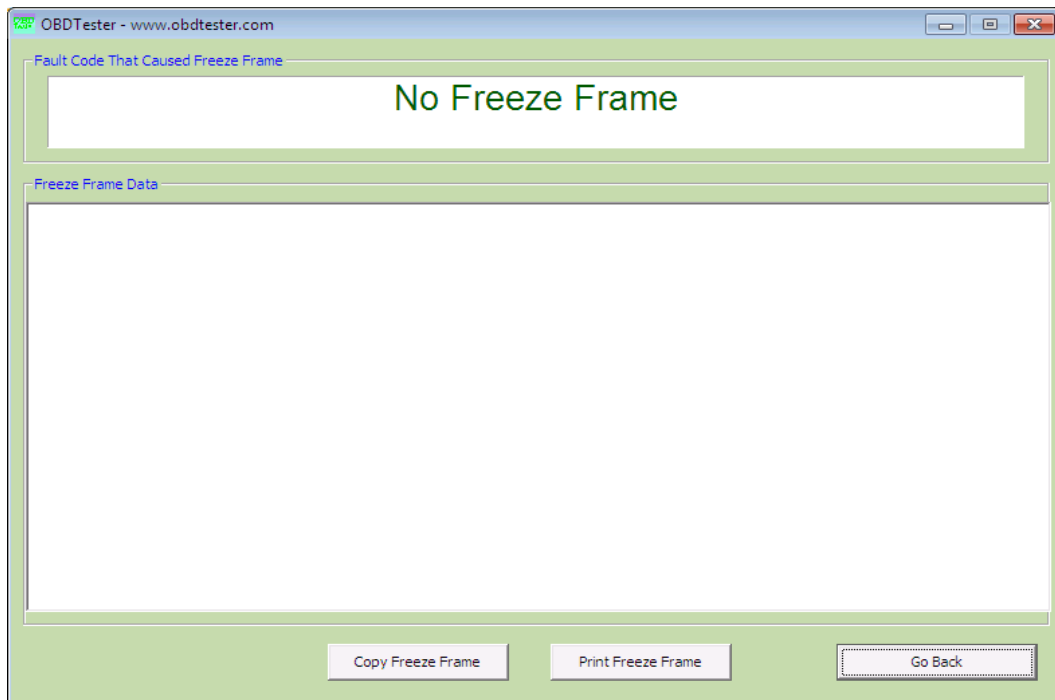 OBDTester - www.obdtester.com
Fault Code That Caused Freeze Frame
No Freeze Frame
Freeze Frame Data
Copy Freeze Frame
Print Freeze Frame
Go Back